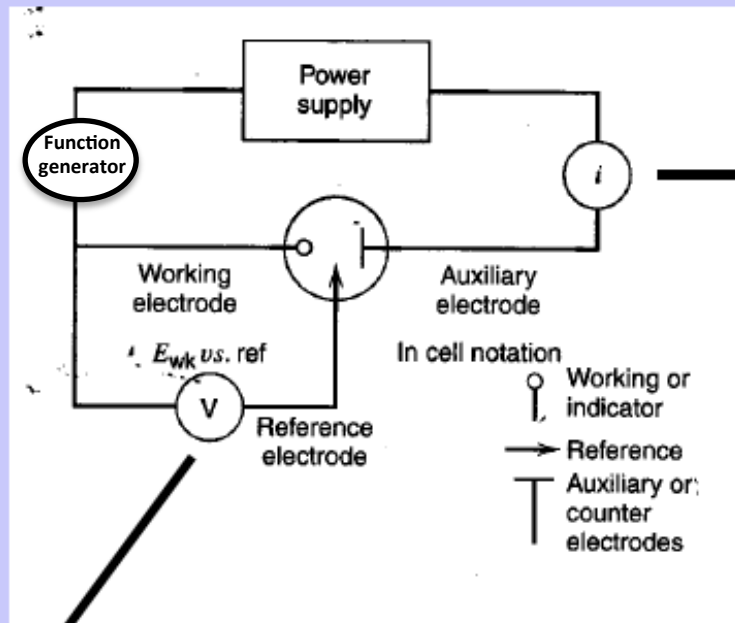 Power
supply
Function
generator
i
Working
electrode
Auxiliary
electrode
E_wk vs. ref
In cell notation
V
Reference
electrode
Working or
indicator
Reference
Auxiliary or
counter
electrodes